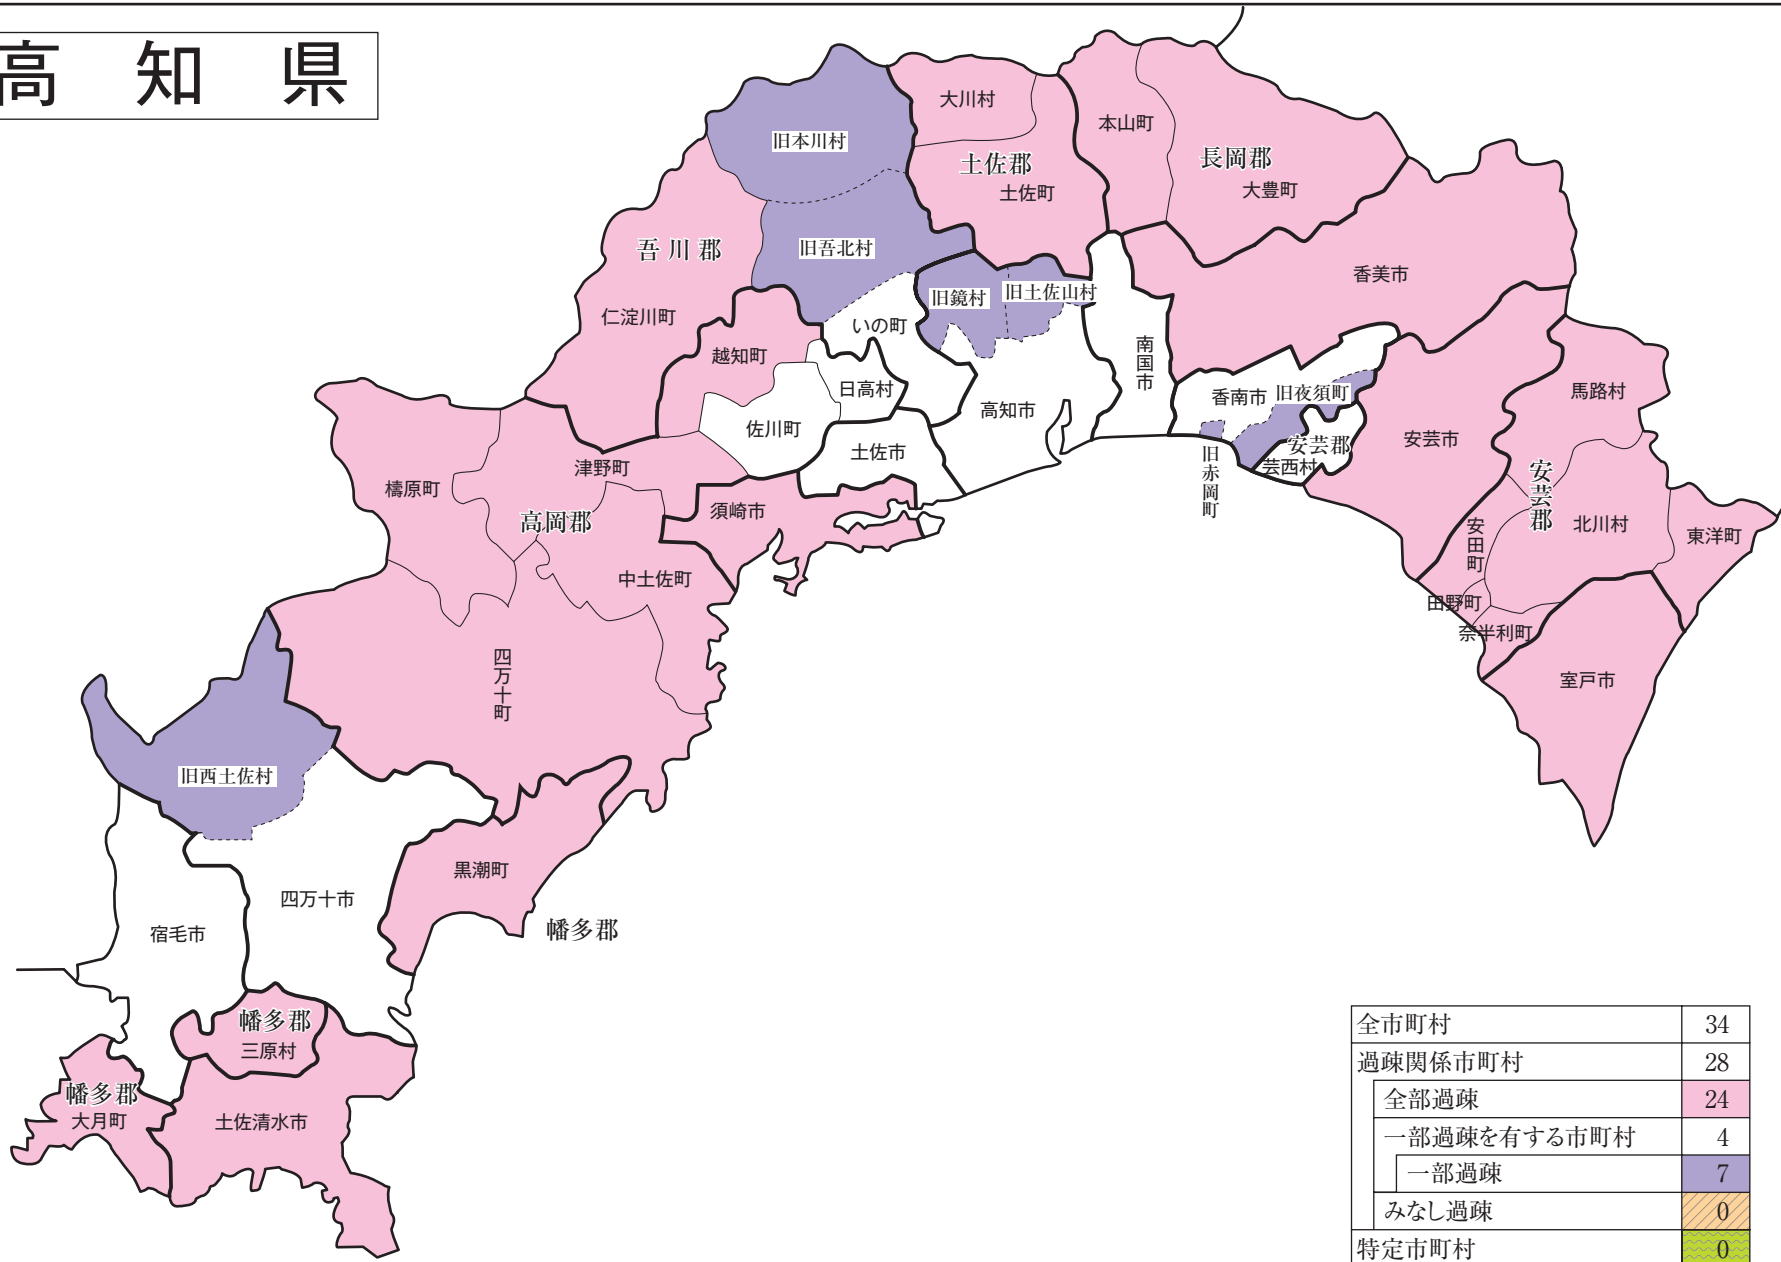 高知県
旧本川村
大川村
本山町
土佐郡
土佐町
長岡郡
大豊町
吾川郡
旧吾北村
仁淀川町
旧鏡村
旧土佐山村
香美市
いの町
越知町
日高村
佐川町
土佐市
高知市
南国市
香南市
旧夜須町
旧赤岡町
安芸郡
芸西村
安芸市
馬路村
安芸郡
北川村
東洋町
安田町
田野町
奈半利町
室戸市
檮原町
津野町
高岡郡
須崎市
中土佐町
四万十町
旧西土佐村
黒潮町
四万十市
幡多郡
宿毛市
幡多郡
三原村
幡多郡
大月町
土佐清水市
全市町村 34
過疎関係市町村 28
全部過疎 24
一部過疎を有する市町村 4
一部過疎 7
みなし過疎 0
特定市町村 0